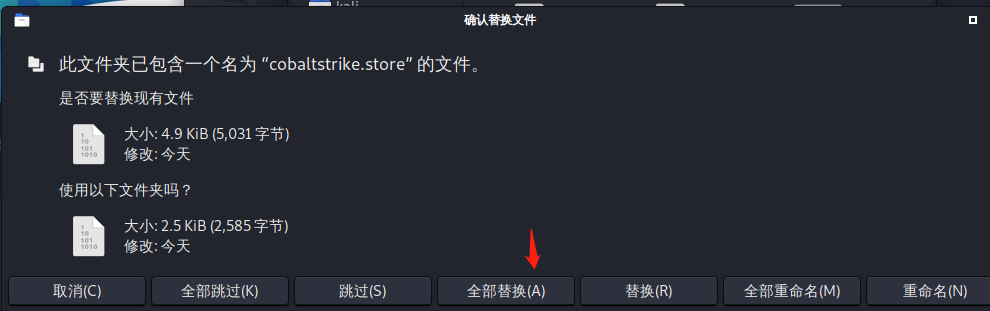 kali
确认替换文件
此文件夹已包含一个名为 “cobaltstrike.store” 的文件。
是否要替换现有文件
1
10
101
1010
大小: 4.9 KiB (5,031 字节)
修改: 今天
使用以下文件夹吗？
1
10
101
1010
大小: 2.5 KiB (2,585 字节)
修改: 今天
取消(C) 全部跳过(K) 跳过(S) 全部替换(A) 替换(R) 全部重命名(M) 重命名(N)